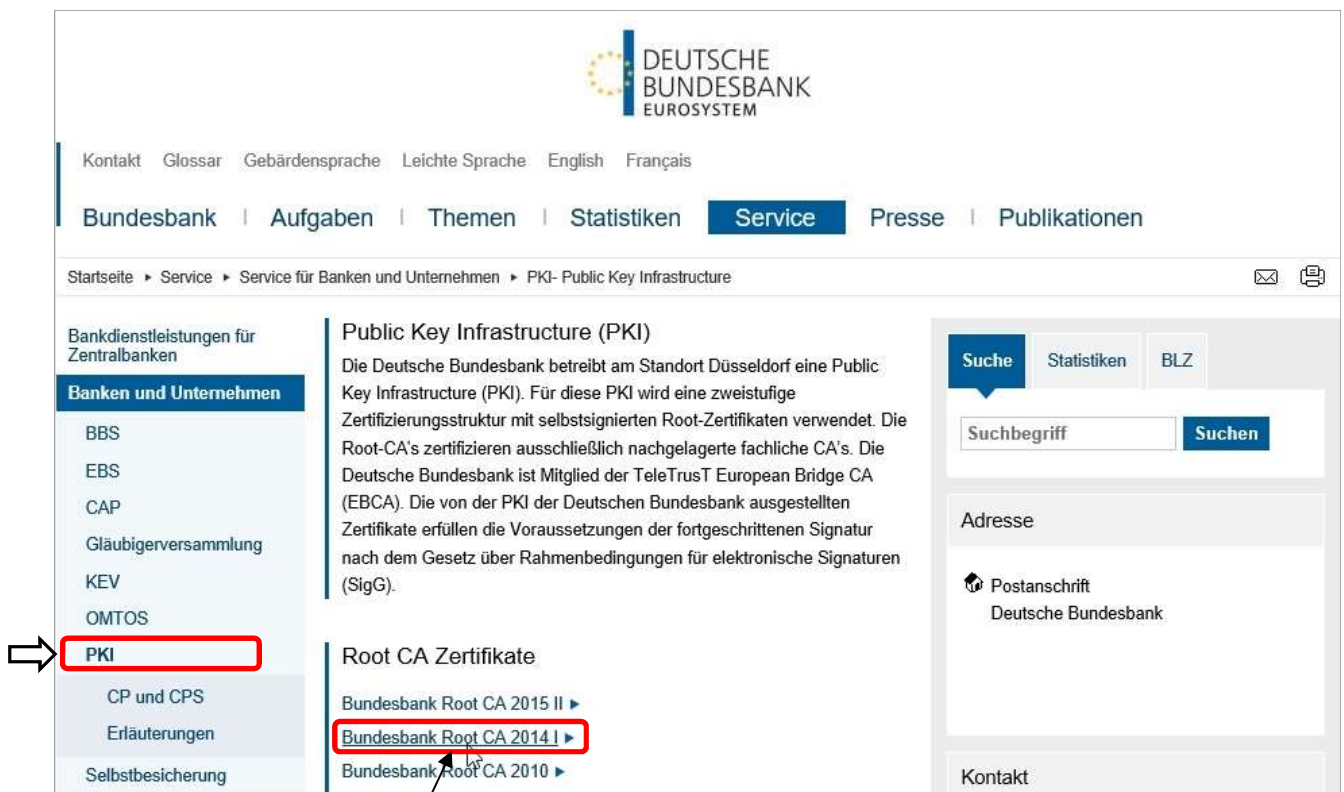 DEUTSCHE
BUNDESBANK
EUROSYSTEM
Kontakt Glossar Gebärdensprache Leichte Sprache English Français
Bundesbank Aufgaben Themen Statistiken Service Presse Publikationen
Startseite ▸ Service ▸ Service für Banken und Unternehmen ▸ PKI- Public Key Infrastructure
Bankdienstleistungen für
Zentralbanken
Banken und Unternehmen
BBS
EBS
CAP
Gläubigerversammlung
KEV
OMTOS
PKI
CP und CPS
Erläuterungen
Selbstbesicherung
Public Key Infrastructure (PKI)
Die Deutsche Bundesbank betreibt am Standort Düsseldorf eine Public
Key Infrastructure (PKI). Für diese PKI wird eine zweistufige
Zertifizierungsstruktur mit selbstsignierten Root-Zertifikaten verwendet. Die
Root-CA's zertifizieren ausschließlich nachgelagerte fachliche CA's. Die
Deutsche Bundesbank ist Mitglied der TeleTrusT European Bridge CA
(EBCA). Die von der PKI der Deutschen Bundesbank ausgestellten
Zertifikate erfüllen die Voraussetzungen der fortgeschrittenen Signatur
nach dem Gesetz über Rahmenbedingungen für elektronische Signaturen
(SigG).
Root CA Zertifikate
Bundesbank Root CA 2015 II ▸
Bundesbank Root CA 2014 I ▸
Bundesbank Root CA 2010 ▸
Suche Statistiken BLZ
Suchbegriff Suchen
Adresse
Postanschrift
Deutsche Bundesbank
Kontakt